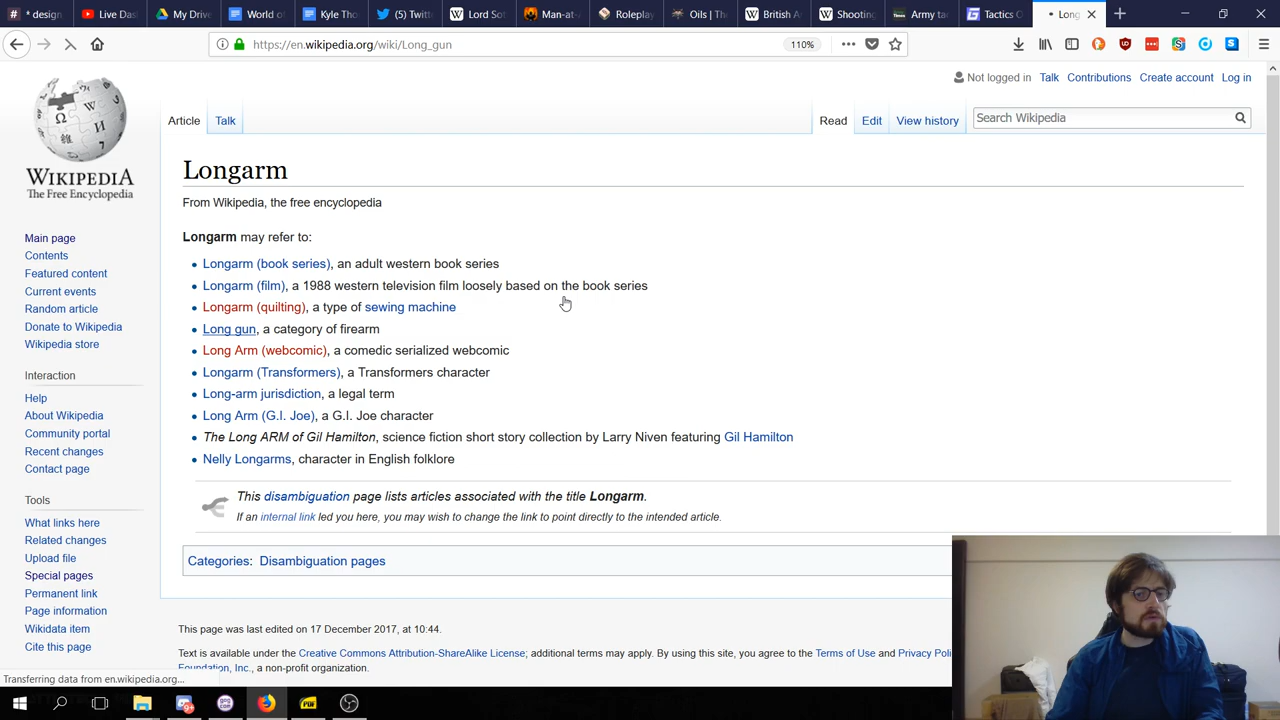 * design
Live Das
My Drive
World of
Kyle Tho
(5) Twitt
Lord Sot
Man-at-
Roleplay
Oils | Th
British A
Shooting
Army tac
Tactics O
Long
https://en.wikipedia.org/wiki/Long_gun
110%
Not logged in Talk Contributions Create account Log in
Article Talk
Read Edit View history
Search Wikipedia
WIKIPEDIA
The Free Encyclopedia
Main page
Contents
Featured content
Current events
Random article
Donate to Wikipedia
Wikipedia store
Interaction
Help
About Wikipedia
Community portal
Recent changes
Contact page
Tools
What links here
Related changes
Upload file
Special pages
Permanent link
Page information
Wikidata item
Cite this page
Longarm
From Wikipedia, the free encyclopedia
Longarm may refer to:
Longarm (book series), an adult western book series
Longarm (film), a 1988 western television film loosely based on the book series
Longarm (quilting), a type of sewing machine
Long gun, a category of firearm
Long Arm (webcomic), a comedic serialized webcomic
Longarm (Transformers), a Transformers character
Long-arm jurisdiction, a legal term
Long Arm (G.I. Joe), a G.I. Joe character
The Long ARM of Gil Hamilton, science fiction short story collection by Larry Niven featuring Gil Hamilton
Nelly Longarms, character in English folklore
This disambiguation page lists articles associated with the title Longarm.
If an internal link led you here, you may wish to change the link to point directly to the intended article.
Categories: Disambiguation pages
This page was last edited on 17 December 2017, at 10:44.
Text is available under the Creative Commons Attribution-ShareAlike License; additional terms may apply. By using this site, you agree to the Terms of Use and Privacy Poli
Foundation, Inc., a non-profit organization.
Transferring data from en.wikipedia.org...